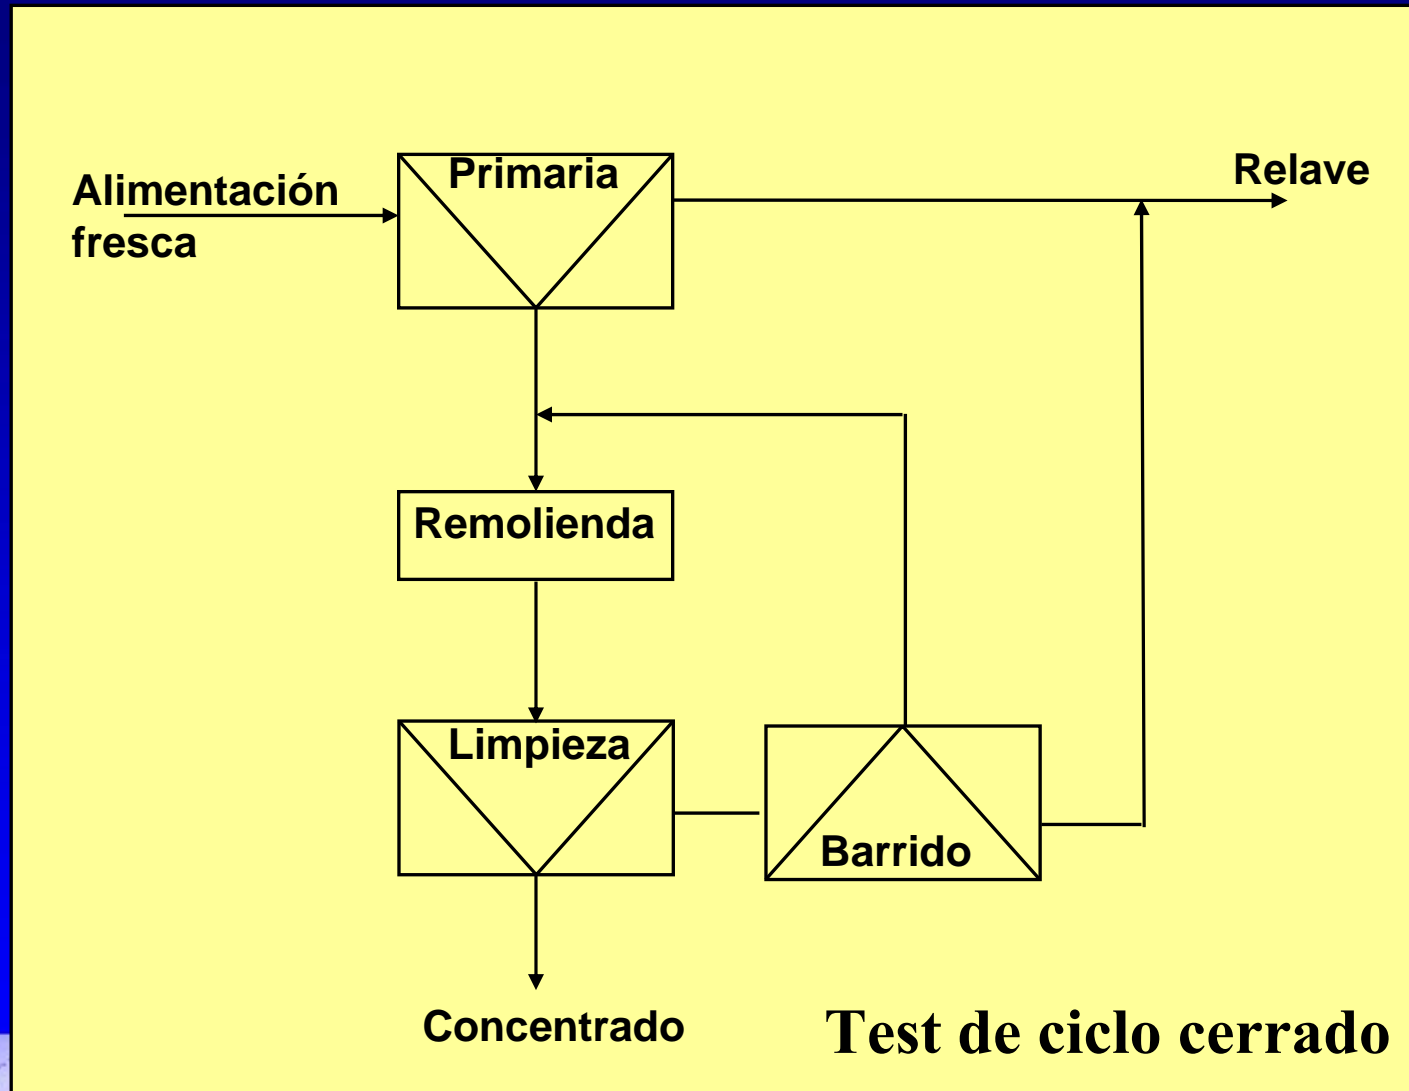 Primaria
Relave
Alimentación
fresca
Remolienda
Limpieza
Barrido
Concentrado
Test de ciclo cerrado